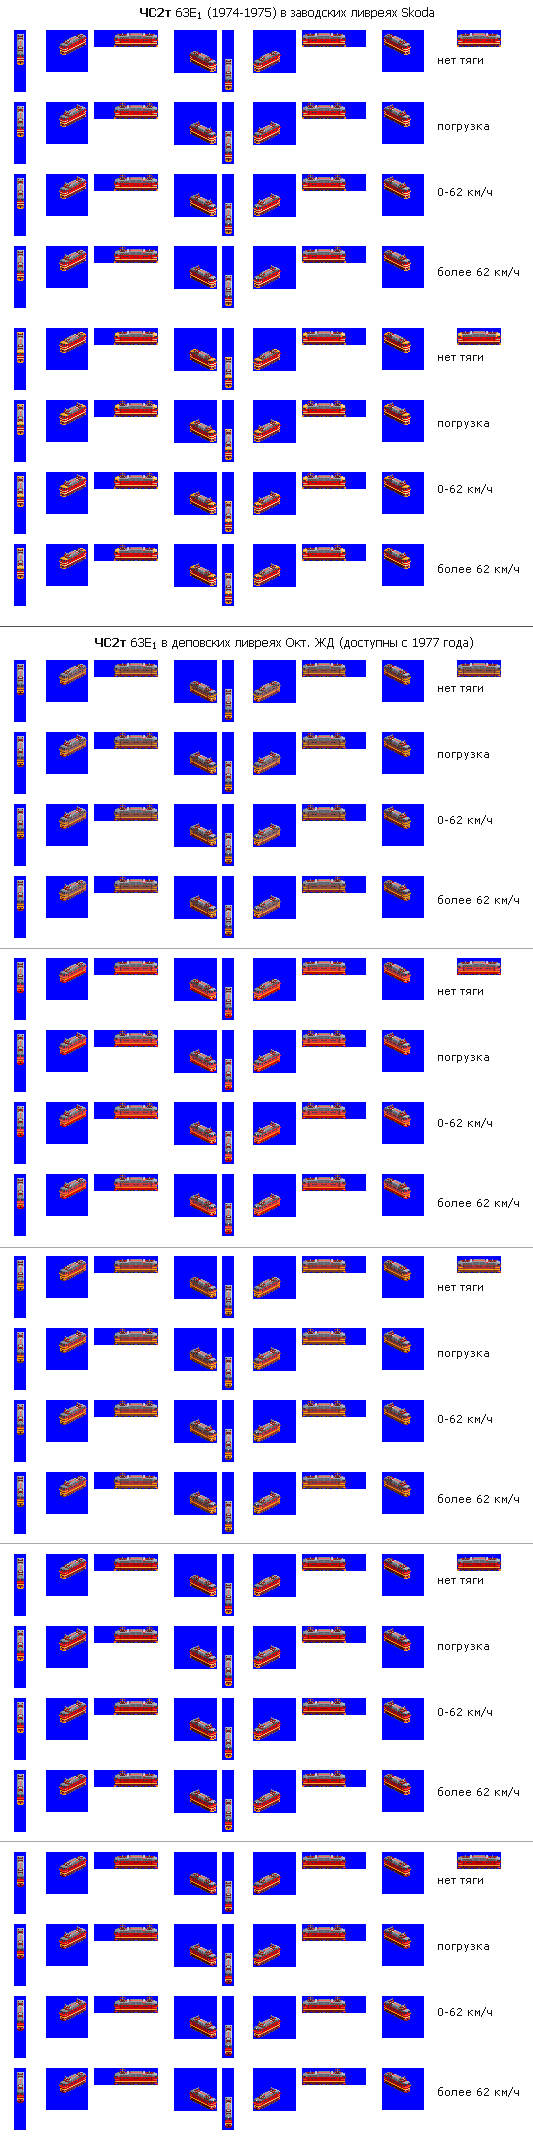 ЧС2т 63Е₁ (1974-1975) в заводских ливреях Skoda
нет тяги
погрузка
0-62 км/ч
более 62 км/ч
нет тяги
погрузка
0-62 км/ч
более 62 км/ч
ЧС2т 63Е₁ в деповских ливреях Окт. ЖД (доступны с 1977 года)
нет тяги
погрузка
0-62 км/ч
более 62 км/ч
нет тяги
погрузка
0-62 км/ч
более 62 км/ч
нет тяги
погрузка
0-62 км/ч
более 62 км/ч
нет тяги
погрузка
0-62 км/ч
более 62 км/ч
нет тяги
погрузка
0-62 км/ч
более 62 км/ч